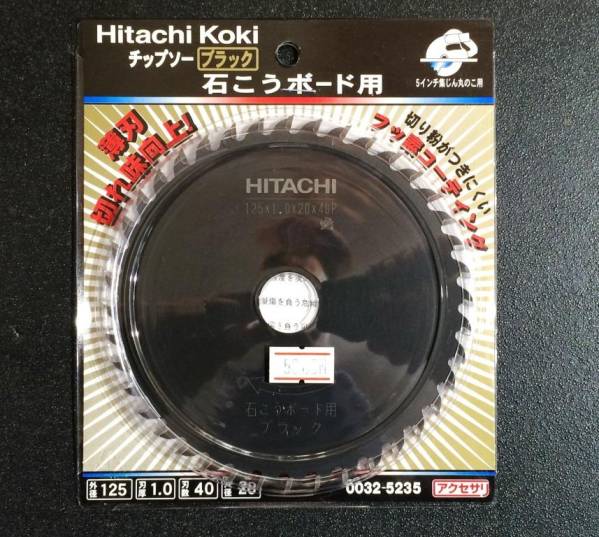 Hitachi Koki
チップソー ブラック
石こうボード用
5インチ集じん丸のこ用
薄刃
切れ味向上!
切り粉がつきにくい
フッ素コーティング
HITACHI
125×1.0×20×40P
石こうボード用
ブラック
外径 125 刃厚 1.0 刃数 40 20
0032-5235 アクセサリ